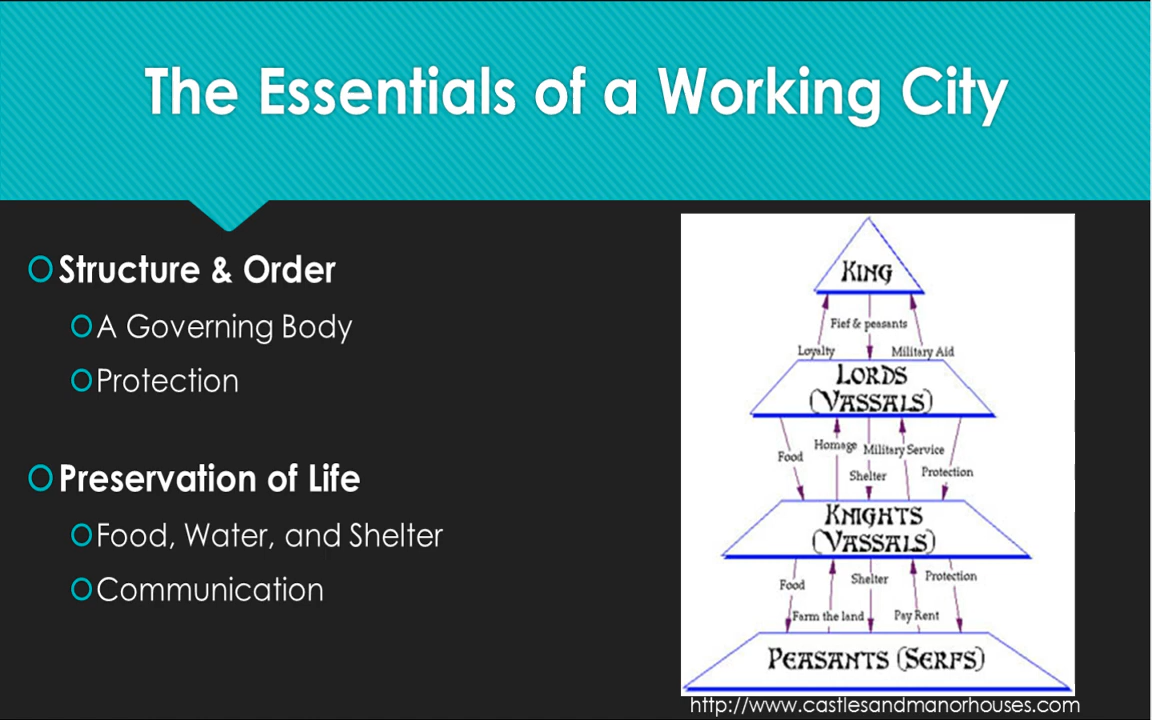 The Essentials of a Working City
Structure & Order
A Governing Body
Protection
Preservation of Life
Food, Water, and Shelter
Communication
King
Fief & peasants
Loyalty
Military Aid
Lords
(Vassals)
Food
Homage
Military Service
Shelter
Protection
Knights
(Vassals)
Food
Shelter
Protection
Farm the land
Pay Rent
Peasants (Serfs)
http://www.castlesandmanorhouses.com